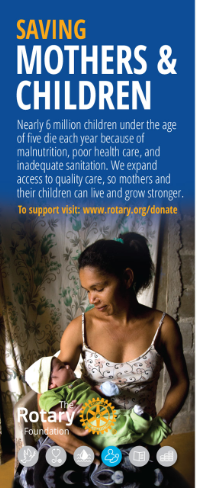 SAVING
MOTHERS &
CHILDREN
Nearly 6 million children under the age
of five die each year because of
malnutrition, poor health care, and
inadequate sanitation. We expand
access to quality care, so mothers and
their children can live and grow stronger.
To support visit: www.rotary.org/donate
The
Rotary
Foundation